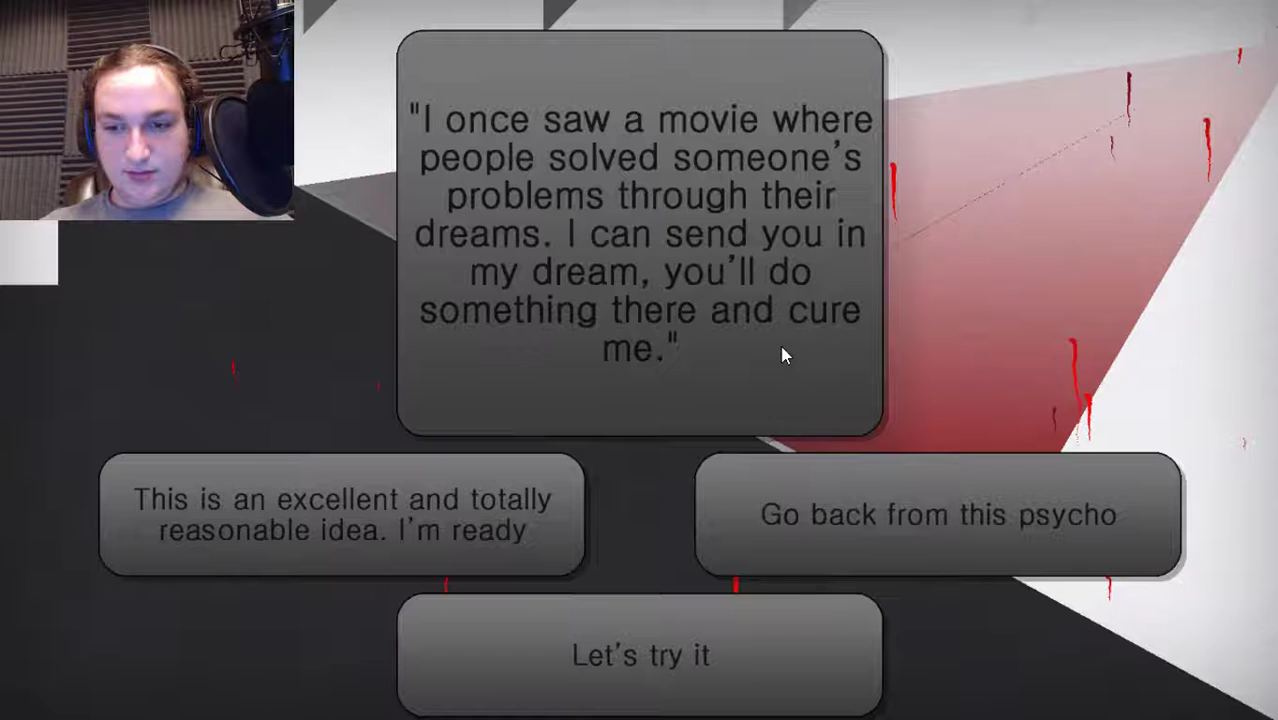 "I once saw a movie where
people solved someone's
problems through their
dreams. I can send you in
my dream, you'll do
something there and cure
me."
This is an excellent and totally
reasonable idea. I'm ready
Go back from this psycho
Let's try it